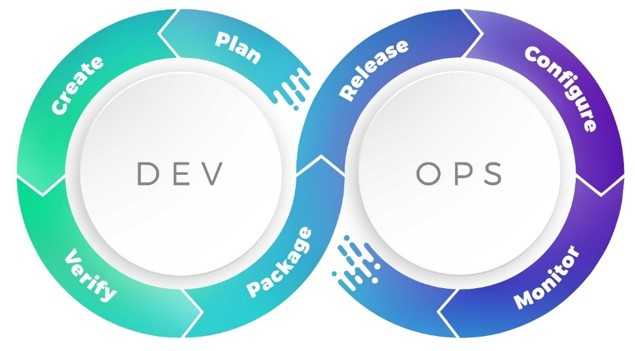 Plan
Create
DEV
Verify
Package
Release
Configure
OPS
Monitor